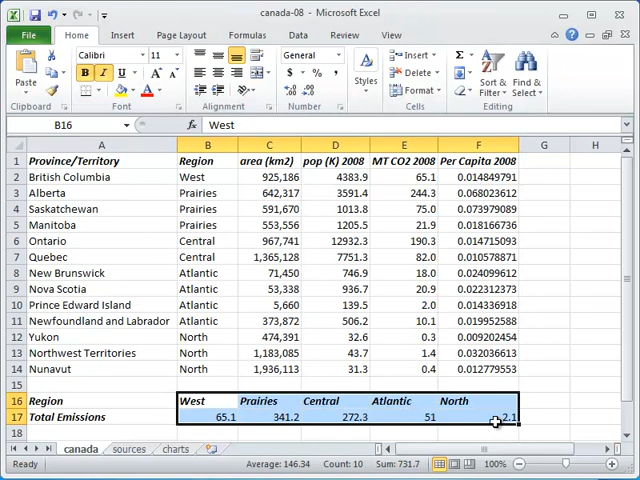 canada-08 - Microsoft Excel
File Home Insert Page Layout Formulas Data Review View
Paste
Clipboard
Calibri 11
B I U
Font
Alignment
General
$ % ,
Number
Styles
Insert
Delete
Format
Cells
Σ
Sort & Filter
Find & Select
Editing
B16 fx West
A B C D E F G H
1 Province/Territory Region area (km2) pop (K) 2008 MT CO2 2008 Per Capita 2008
2 British Columbia West 925,186 4383.9 65.1 0.014849791
3 Alberta Prairies 642,317 3591.4 244.3 0.068023612
4 Saskatchewan Prairies 591,670 1013.8 75.0 0.073979089
5 Manitoba Prairies 553,556 1205.5 21.9 0.018166736
6 Ontario Central 967,741 12932.3 190.3 0.014715093
7 Quebec Central 1,365,128 7751.3 82.0 0.010578871
8 New Brunswick Atlantic 71,450 746.9 18.0 0.024099612
9 Nova Scotia Atlantic 53,338 936.7 20.9 0.022312373
10 Prince Edward Island Atlantic 5,660 139.5 2.0 0.014336918
11 Newfoundland and Labrador Atlantic 373,872 506.2 10.1 0.019952588
12 Yukon North 474,391 32.6 0.3 0.009202454
13 Northwest Territories North 1,183,085 43.7 1.4 0.032036613
14 Nunavut North 1,936,113 31.3 0.4 0.012779553
15
16 Region West Prairies Central Atlantic North
17 Total Emissions 65.1 341.2 272.3 51 2.1
18
canada sources charts
Ready Average: 146.34 Count: 10 Sum: 731.7 100%